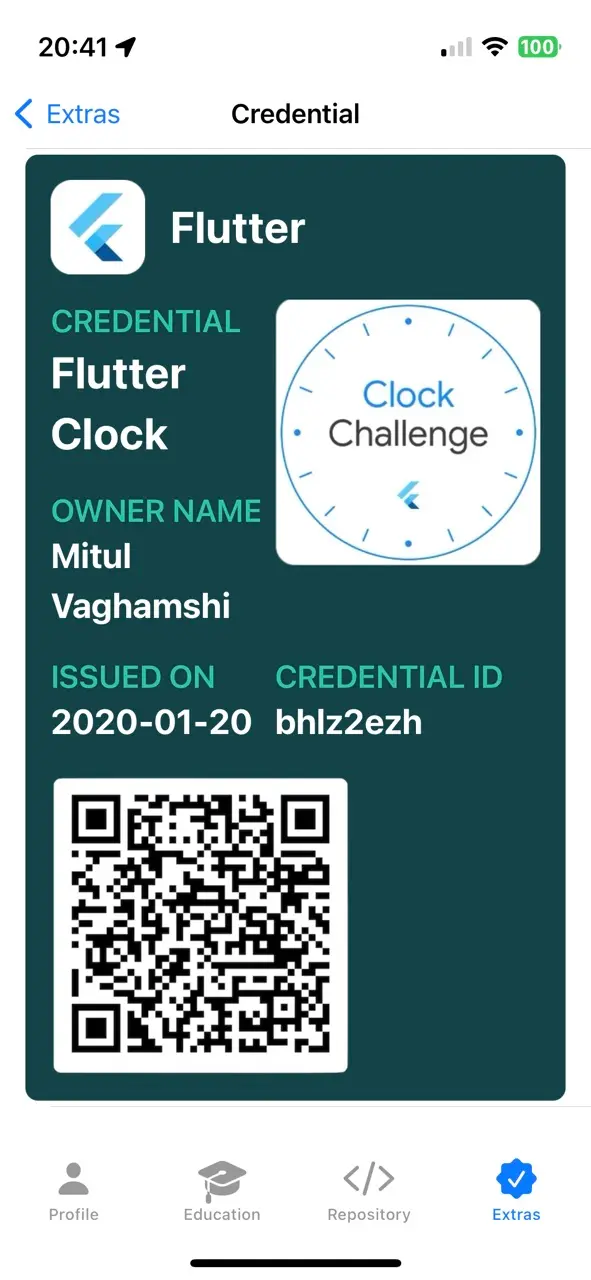 20:41
100
Extras
Credential
Flutter
CREDENTIAL
Flutter
Clock
Clock
Challenge
OWNER NAME
Mitul
Vaghamshi
ISSUED ON
CREDENTIAL ID
2020-01-20
bhlz2ezh
Profile
Education
Repository
Extras